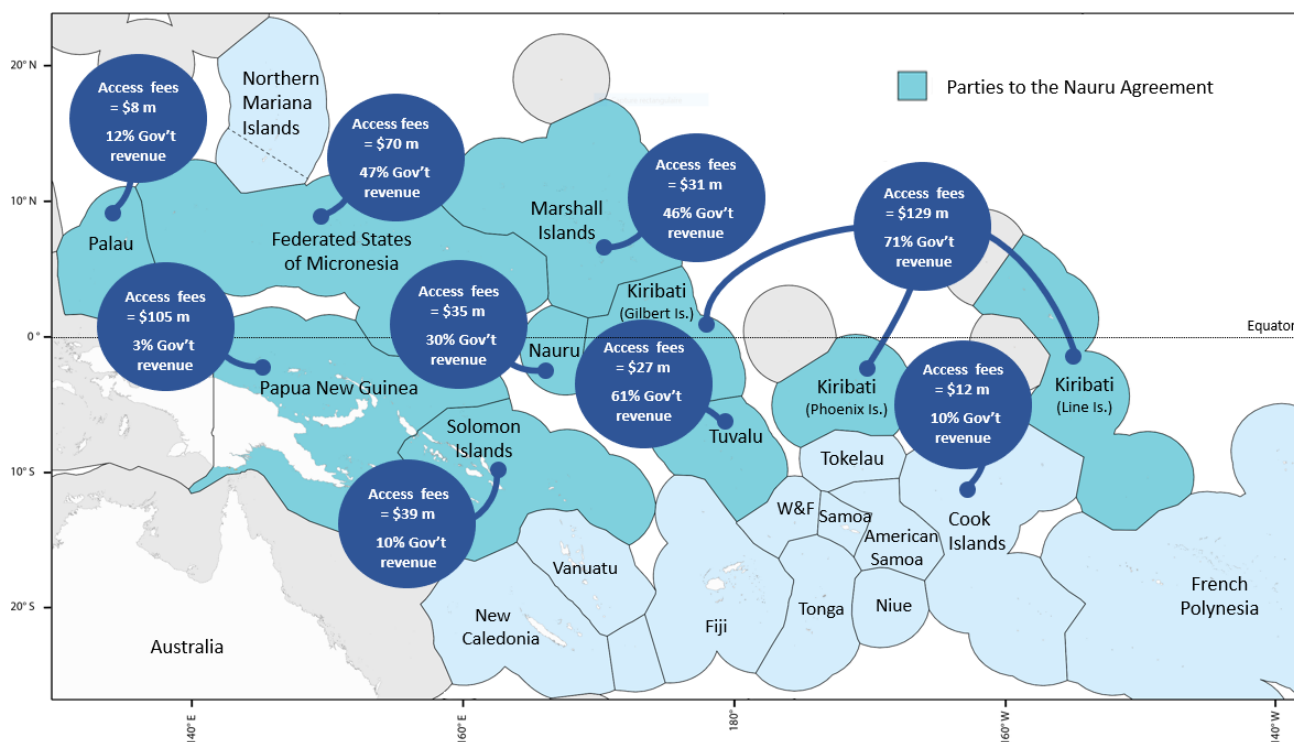 20°N
10°N
0°
10°S
20°S
Parties to the Nauru Agreement
Access fees
= $8 m
12% Gov't
revenue
Northern
Mariana
Islands
Access fees
= $70 m
47% Gov't
revenue
Access fees
= $31 m
46% Gov't
revenue
Access fees
= $129 m
71% Gov't
revenue
Palau
Federated States
of Micronesia
Marshall
Islands
Access fees
= $105 m
3% Gov't
revenue
Access fees
= $35 m
30% Gov't
revenue
Kiribati
(Gilbert Is.)
Equator
Nauru
Access fees
= $27 m
61% Gov't
revenue
Papua New Guinea
Kiribati
(Phoenix Is.)
Access fees
= $12 m
10% Gov't
revenue
Kiribati
(Line Is.)
Solomon
Islands
Tuvalu
Tokelau
Access fees
= $39 m
10% Gov't
revenue
W&F
Samoa
American
Samoa
Cook
Islands
Vanuatu
New
Caledonia
Fiji
Tonga
Niue
French
Polynesia
Australia
140° E
160° E
180°
160° W
140° W